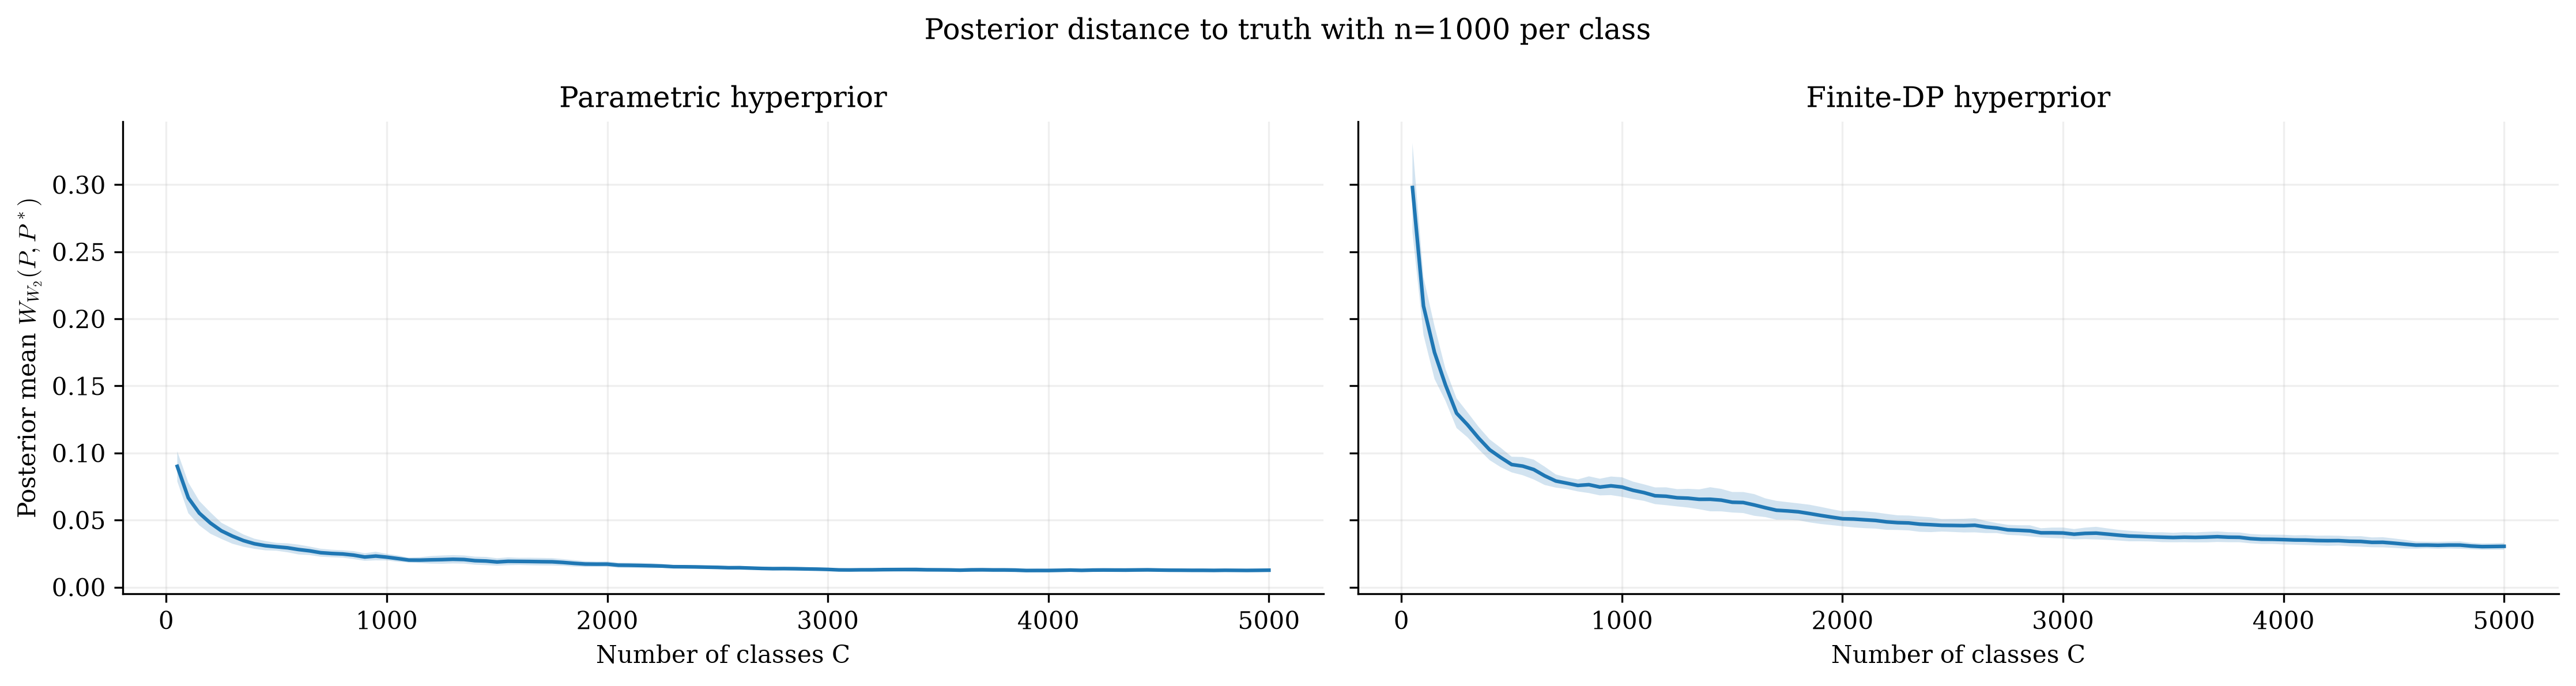 Posterior distance to truth with n=1000 per class
Parametric hyperprior
Finite-DP hyperprior
Posterior mean $W_{W_2}(P, P^*)$
0.30
0.25
0.20
0.15
0.10
0.05
0.00
0 1000 2000 3000 4000 5000
0 1000 2000 3000 4000 5000
Number of classes C
Number of classes C